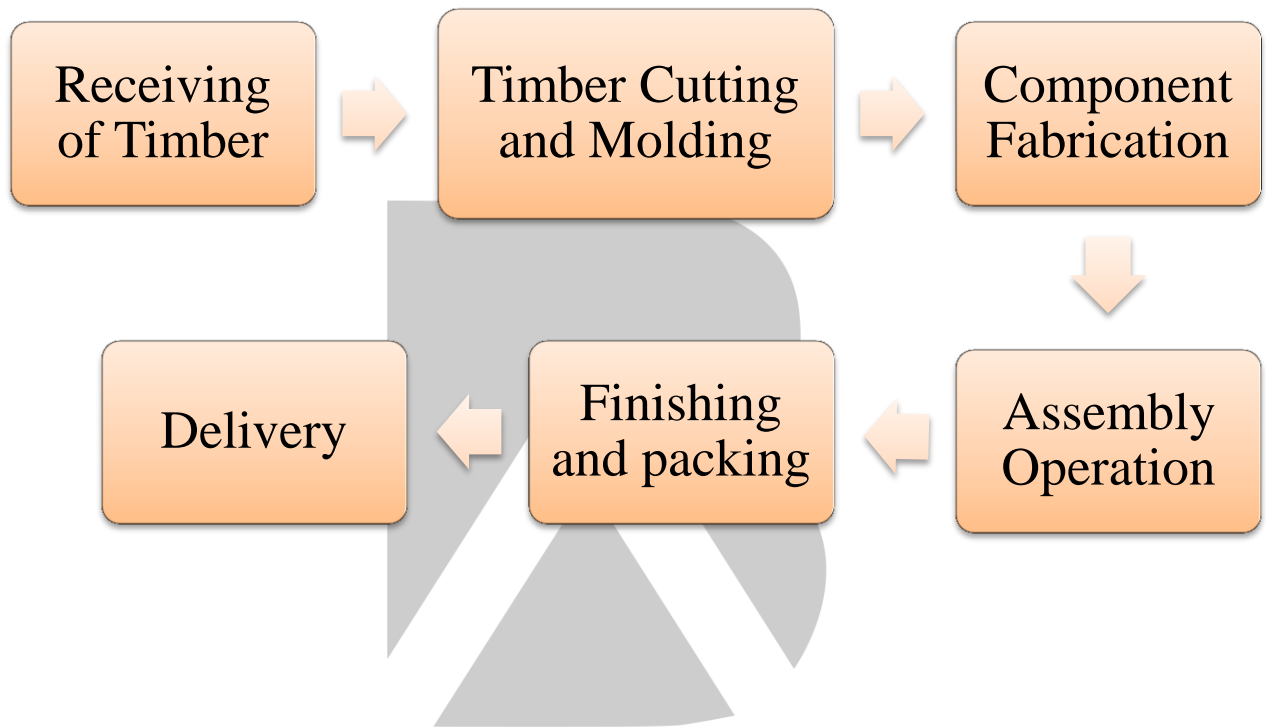 Receiving
of Timber
Timber Cutting
and Molding
Component
Fabrication
Assembly
Operation
Finishing
and packing
Delivery